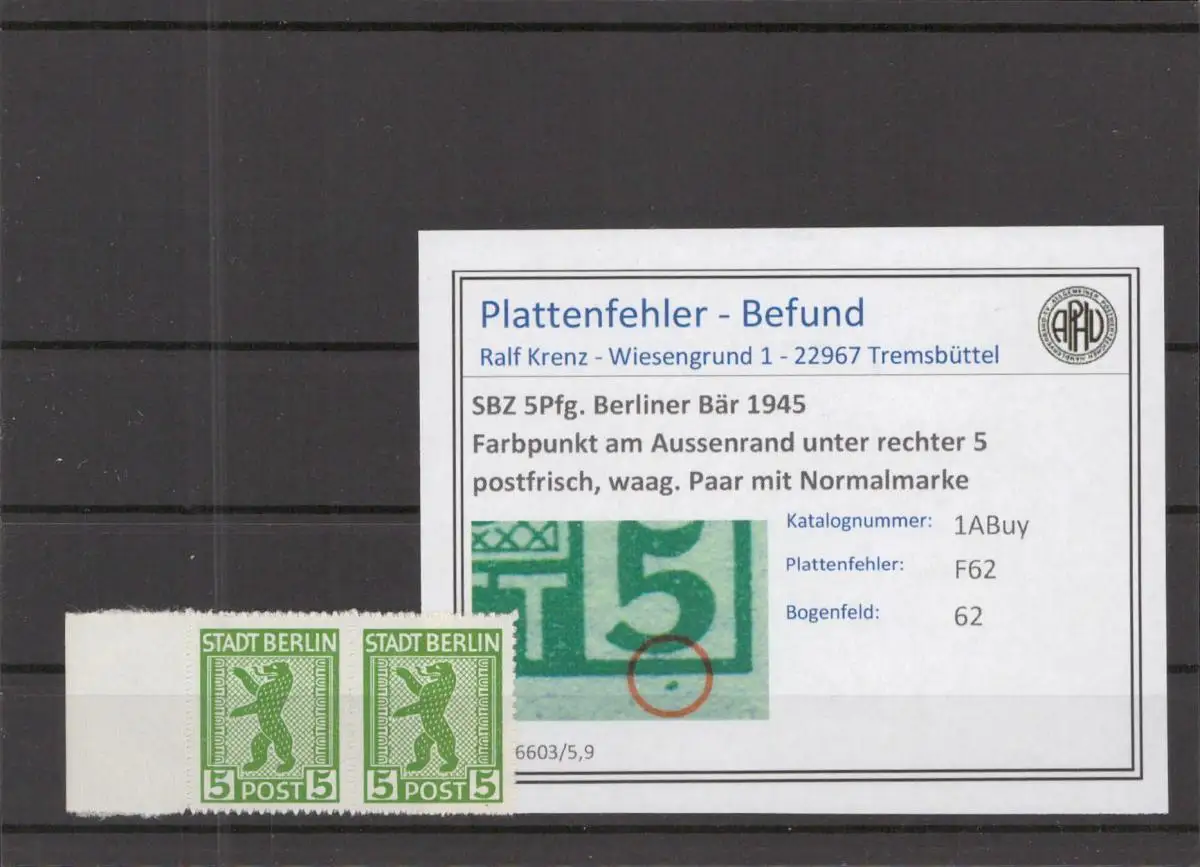 Plattenfehler - Befund
Ralf Krenz - Wiesengrund 1 - 22967 Tremsbüttel
APHV
SBZ 5Pfg. Berliner Bär 1945
Farbpunkt am Aussenrand unter rechter 5
postfrisch, waag. Paar mit Normalmarke
Katalognummer: 1ABuy
Plattenfehler: F62
Bogenfeld: 62
5
T
6603/5,9
STADT BERLIN
5 POST 5
STADT BERLIN
5 POST 5